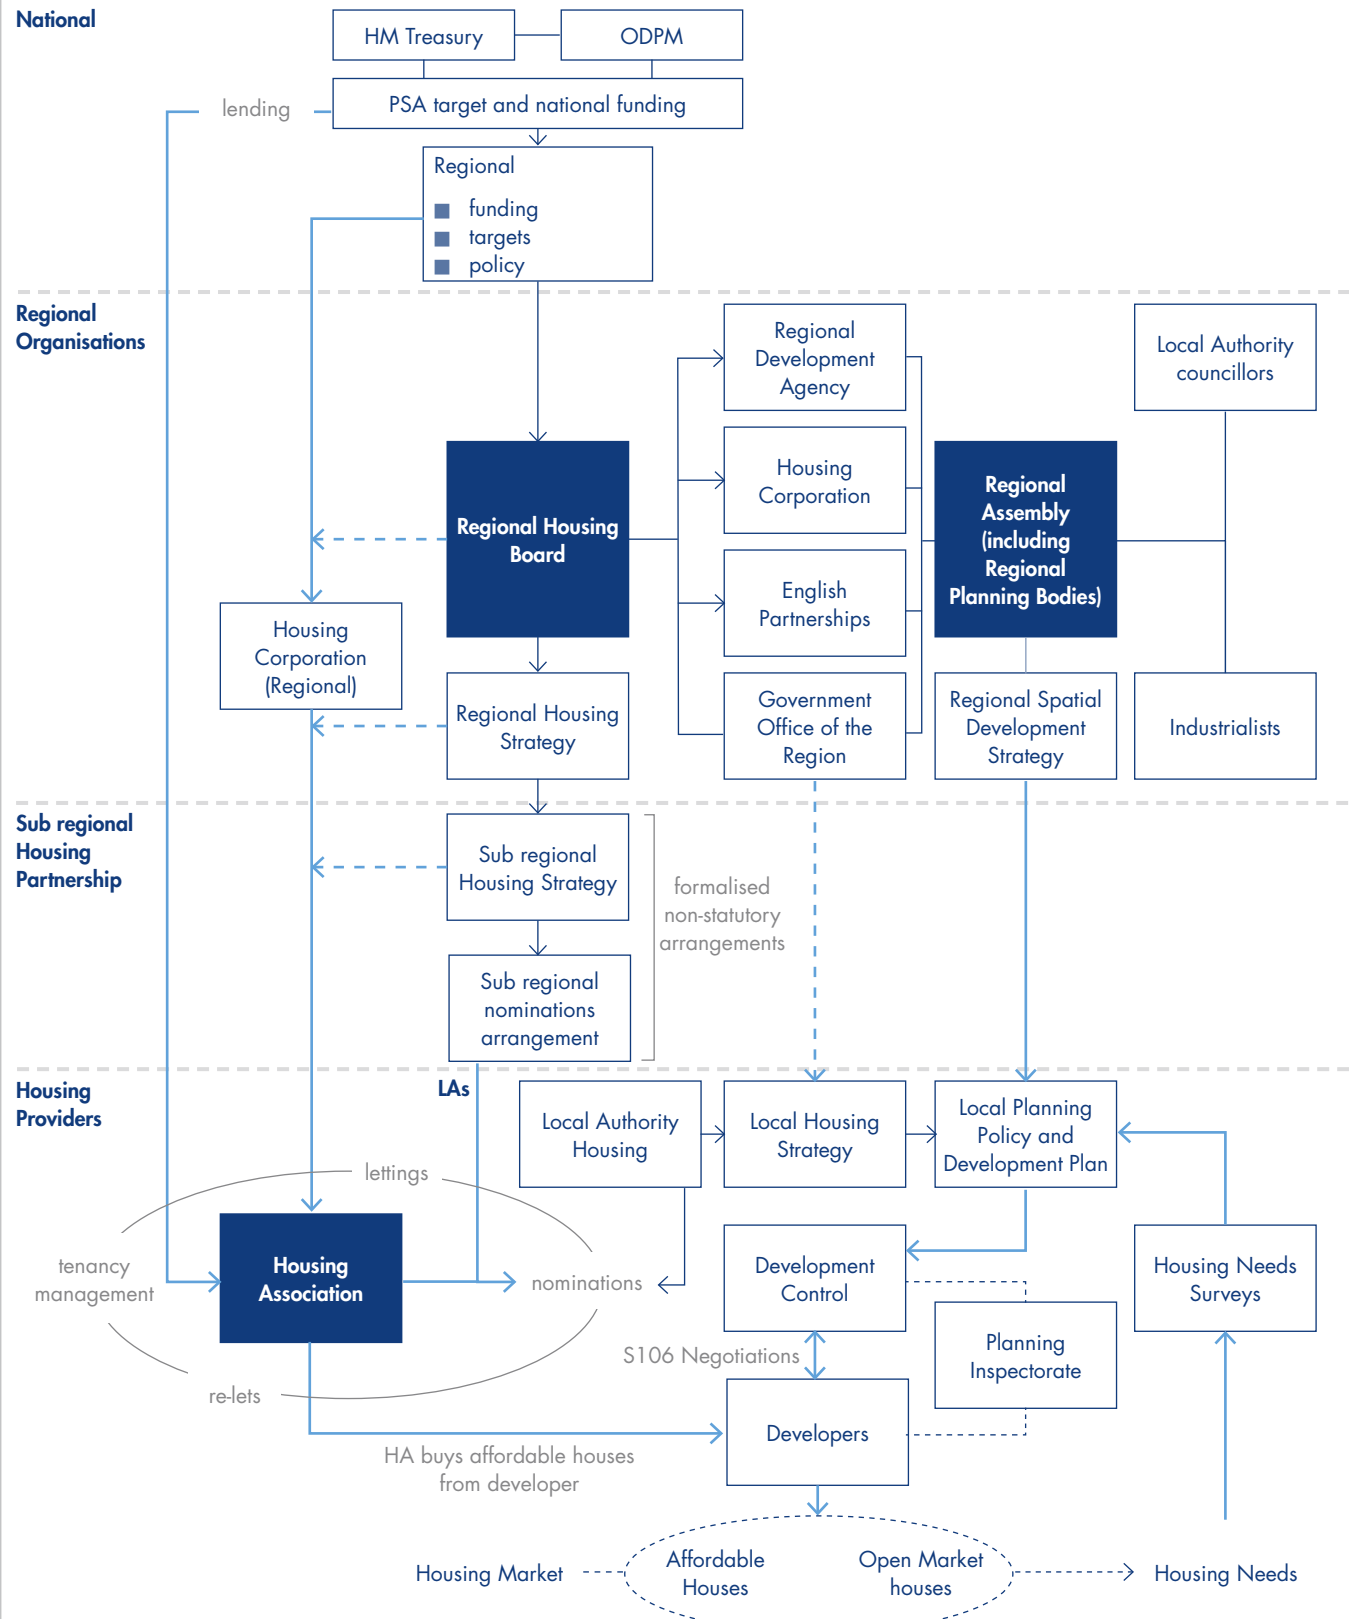 National
HM Treasury
ODPM
lending
PSA target and national funding
Regional
funding
targets
policy
Regional
Organisations
Regional
Development
Agency
Local Authority
councillors
Housing
Corporation
Regional Housing
Board
Regional
Assembly
(including
Regional
Planning Bodies)
English
Partnerships
Housing
Corporation
(Regional)
Regional Housing
Strategy
Government
Office of the
Region
Regional Spatial
Development
Strategy
Industrialists
Sub regional
Housing
Partnership
Sub regional
Housing Strategy
formalised
non-statutory
arrangements
Sub regional
nominations
arrangement
Housing
Providers
LAs
Local Authority
Housing
Local Housing
Strategy
Local Planning
Policy and
Development Plan
lettings
tenancy
management
Housing
Association
nominations
Development
Control
Housing Needs
Surveys
S106 Negotiations
Planning
Inspectorate
re-lets
Developers
HA buys affordable houses
from developer
Housing Market
Affordable
Houses
Open Market
houses
Housing Needs